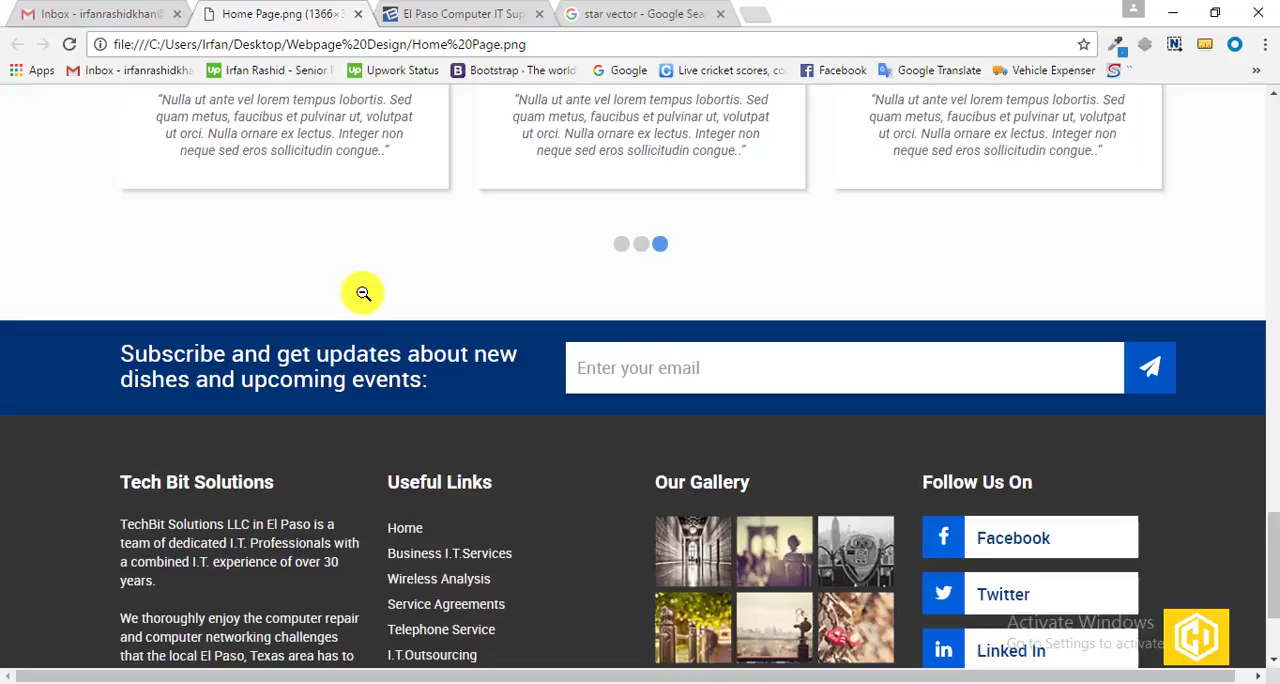 Inbox - irfanrashidkhan@
Home Page.png (1366×
El Paso Computer IT Sup
star vector - Google Sea
file:///C:/Users/Irfan/Desktop/Webpage%20Design/Home%20Page.png
Apps
Inbox - irfanrashidkha
Up
Irfan Rashid - Senior
Up
Upwork Status
B
Bootstrap - The world
Google
Live cricket scores, co
Facebook
Google Translate
Vehicle Expenser
»
“Nulla ut ante vel lorem tempus lobortis. Sed
quam metus, faucibus et pulvinar ut, volutpat
ut orci. Nulla ornare ex lectus. Integer non
neque sed eros sollicitudin congue..”
“Nulla ut ante vel lorem tempus lobortis. Sed
quam metus, faucibus et pulvinar ut, volutpat
ut orci. Nulla ornare ex lectus. Integer non
neque sed eros sollicitudin congue..”
“Nulla ut ante vel lorem tempus lobortis. Sed
quam metus, faucibus et pulvinar ut, volutpat
ut orci. Nulla ornare ex lectus. Integer non
neque sed eros sollicitudin congue..”
Subscribe and get updates about new
dishes and upcoming events:
Enter your email
Tech Bit Solutions
TechBit Solutions LLC in El Paso is a
team of dedicated I.T. Professionals with
a combined I.T. experience of over 30
years.
We thoroughly enjoy the computer repair
and computer networking challenges
that the local El Paso, Texas area has to
Useful Links
Home
Business I.T.Services
Wireless Analysis
Service Agreements
Telephone Service
I.T.Outsourcing
Our Gallery
Follow Us On
Facebook
Twitter
Linked In
Activate Windows
Go to Settings to activate